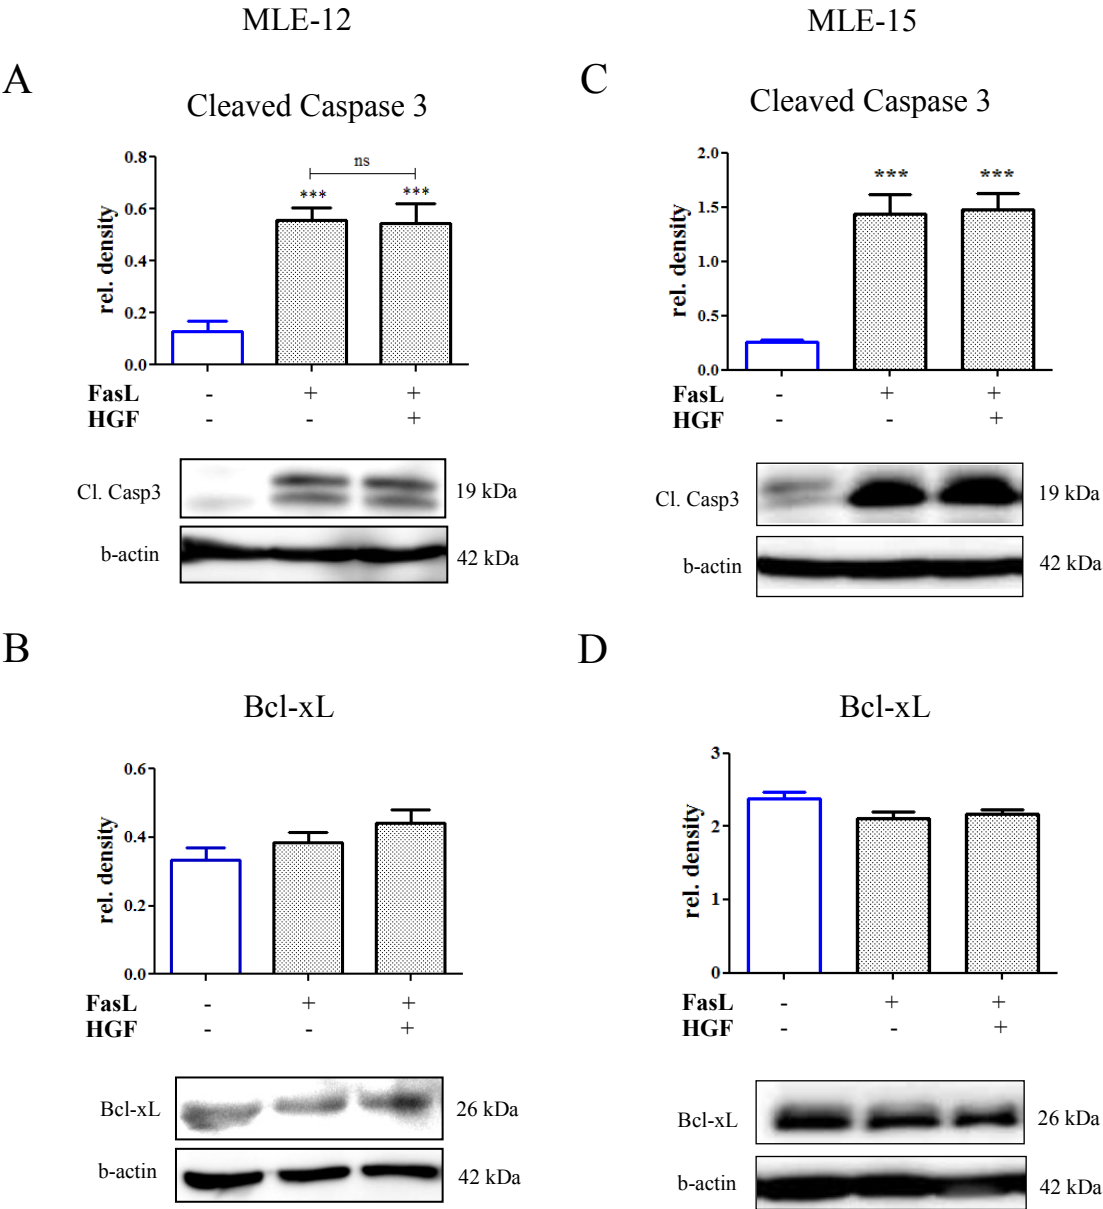 MLE-12
MLE-15
A
Cleaved Caspase 3
rel. density
0.8
0.6
0.4
0.2
0.0
ns
***
***
FasL - + +
HGF - - +
Cl. Casp3
19 kDa
b-actin
42 kDa
C
Cleaved Caspase 3
rel. density
2.0
1.5
1.0
0.5
0.0
***
***
FasL - + +
HGF - - +
Cl. Casp3
19 kDa
b-actin
42 kDa
B
Bcl-xL
rel. density
0.6
0.4
0.2
0.0
FasL - + +
HGF - - +
Bcl-xL
26 kDa
b-actin
42 kDa
D
Bcl-xL
rel. density
3
2
1
0
FasL - + +
HGF - - +
Bcl-xL
26 kDa
b-actin
42 kDa